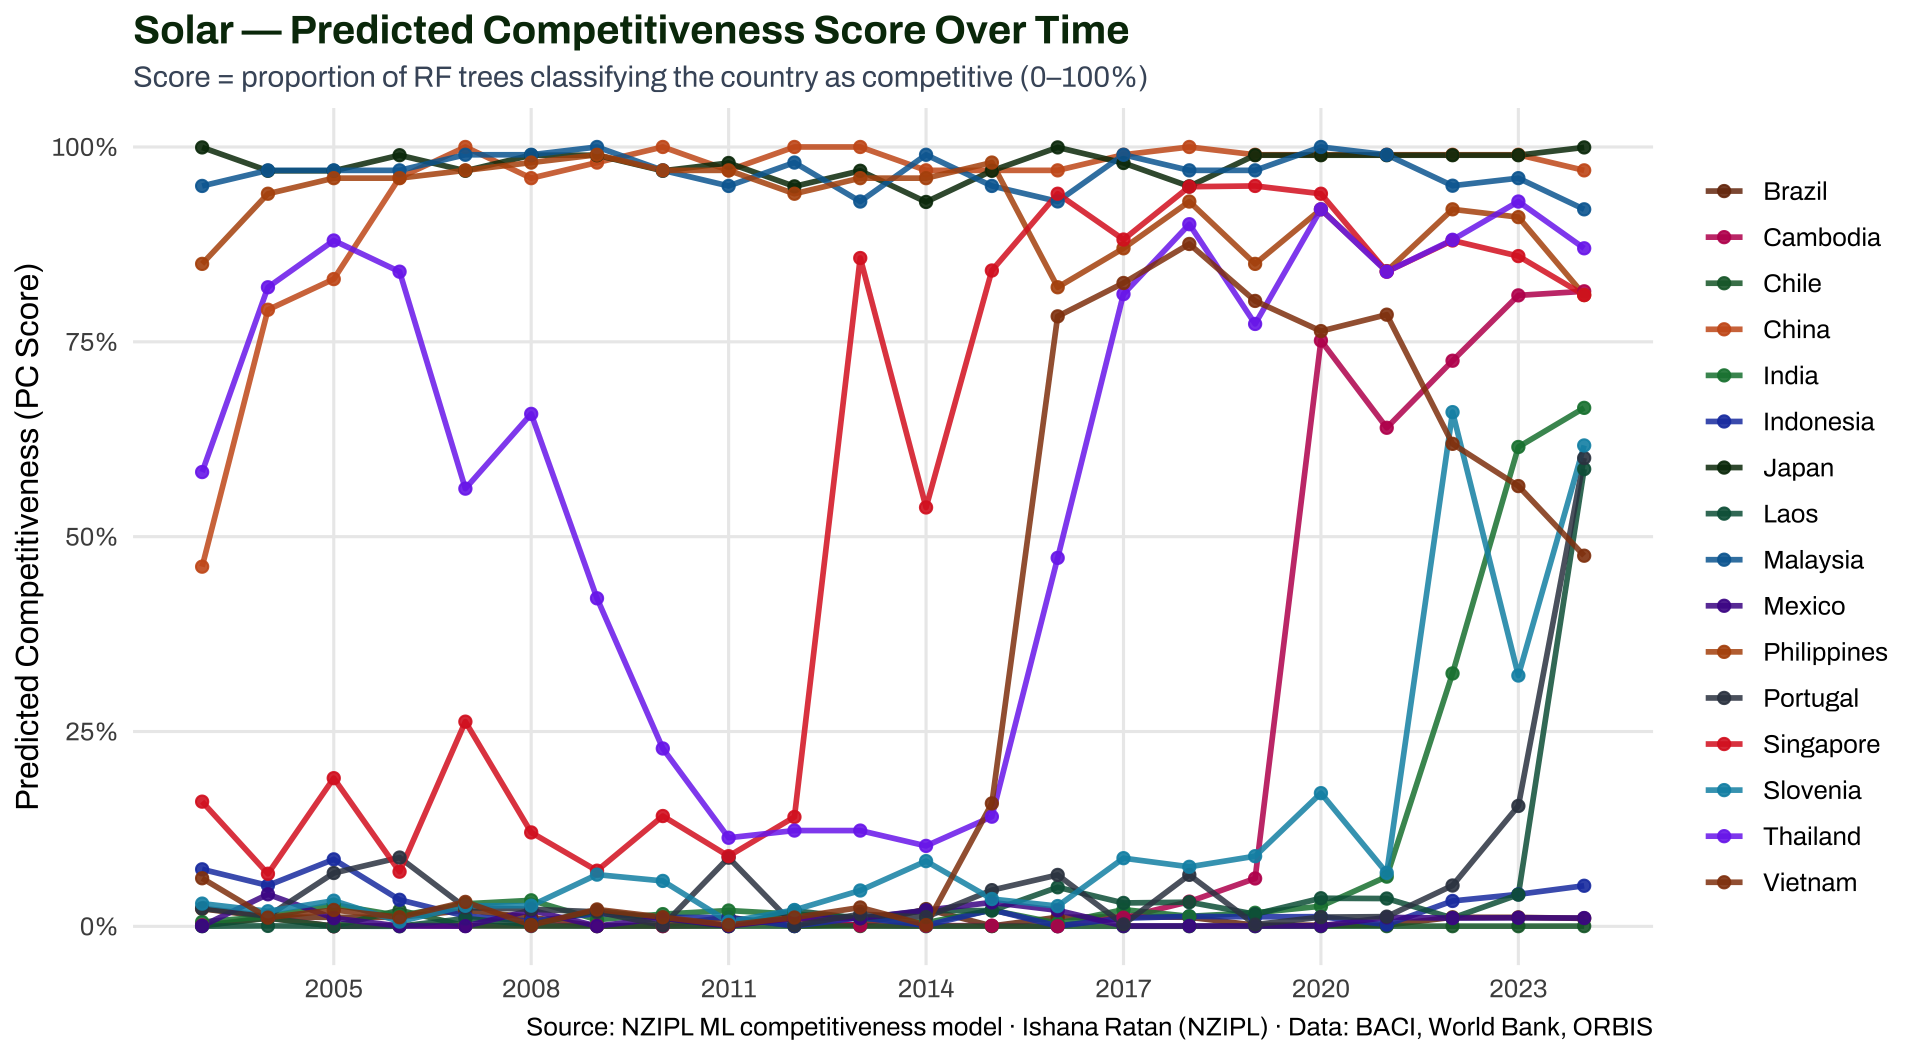 Solar — Predicted Competitiveness Score Over Time
Score = proportion of RF trees classifying the country as competitive (0–100%)
Predicted Competitiveness (PC Score)
100%
75%
50%
25%
0%
2005
2008
2011
2014
2017
2020
2023
Brazil
Cambodia
Chile
China
India
Indonesia
Japan
Laos
Malaysia
Mexico
Philippines
Portugal
Singapore
Slovenia
Thailand
Vietnam
Source: NZIPL ML competitiveness model · Ishana Ratan (NZIPL) · Data: BACI, World Bank, ORBIS